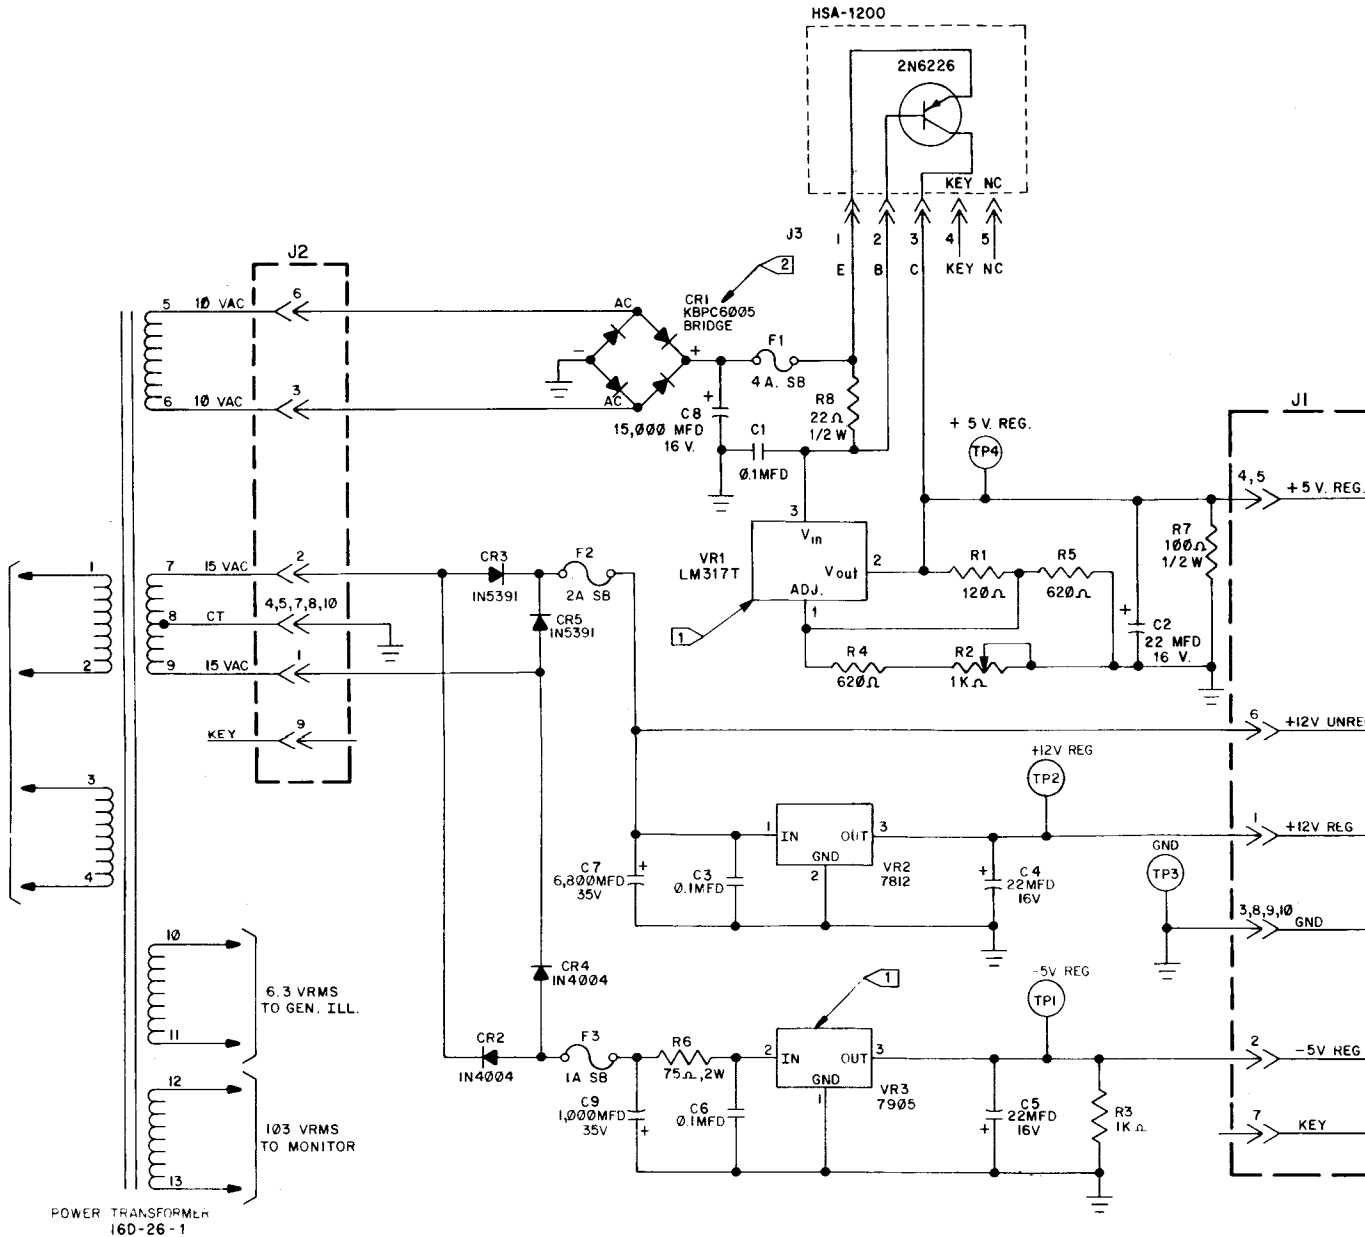 HSA-1200
2N6226
KEY NC
J3
1 2 3 4 5
E B C KEY NC
J2
2
CR1
KBPC6005
BRIDGE
5 10 VAC 6
AC
F1
4A. SB
- +
6 10 VAC 3
AC
+
C8
15,000 MFD
16 V.
R8
22Ω
1/2 W
C1
0.1MFD
+ 5 V. REG.
TP4
J1
4,5
+ 5 V. REG.
3
Vin
VR1
LM317T
Vout
2
ADJ.
1
1
R1
120Ω
R5
620Ω
R7
100Ω
1/2W
+
C2
22 MFD
16 V.
R4
620Ω
R2
1KΩ
1
2
7 15 VAC 2
CR3
1N5391
F2
2A SB
8 CT 4,5,7,8,10
CR5
1N5391
9 15 VAC 1
KEY 9
6
+12V UNREG
+12V REG
TP2
3
4
1 IN OUT 3
GND
2
VR2
7812
1
+12V REG
C7
6,800MFD
35V
+
C3
0.1MFD
+
C4
22MFD
16V
GND
TP3
3,8,9,10
GND
10
6.3 VRMS
TO GEN. ILL.
11
CR4
1N4004
1
-5V REG
TP1
CR2
1N4004
F3
1A SB
R6
75Ω,2W
2 IN OUT 3
GND
1
VR3
7905
2
-5V REG
C9
1,000MFD
35V
+
C6
0.1MFD
C5
22MFD
16V
+
R3
1KΩ
7
KEY
12
103 VRMS
TO MONITOR
13
POWER TRANSFORMER
16D-26-1